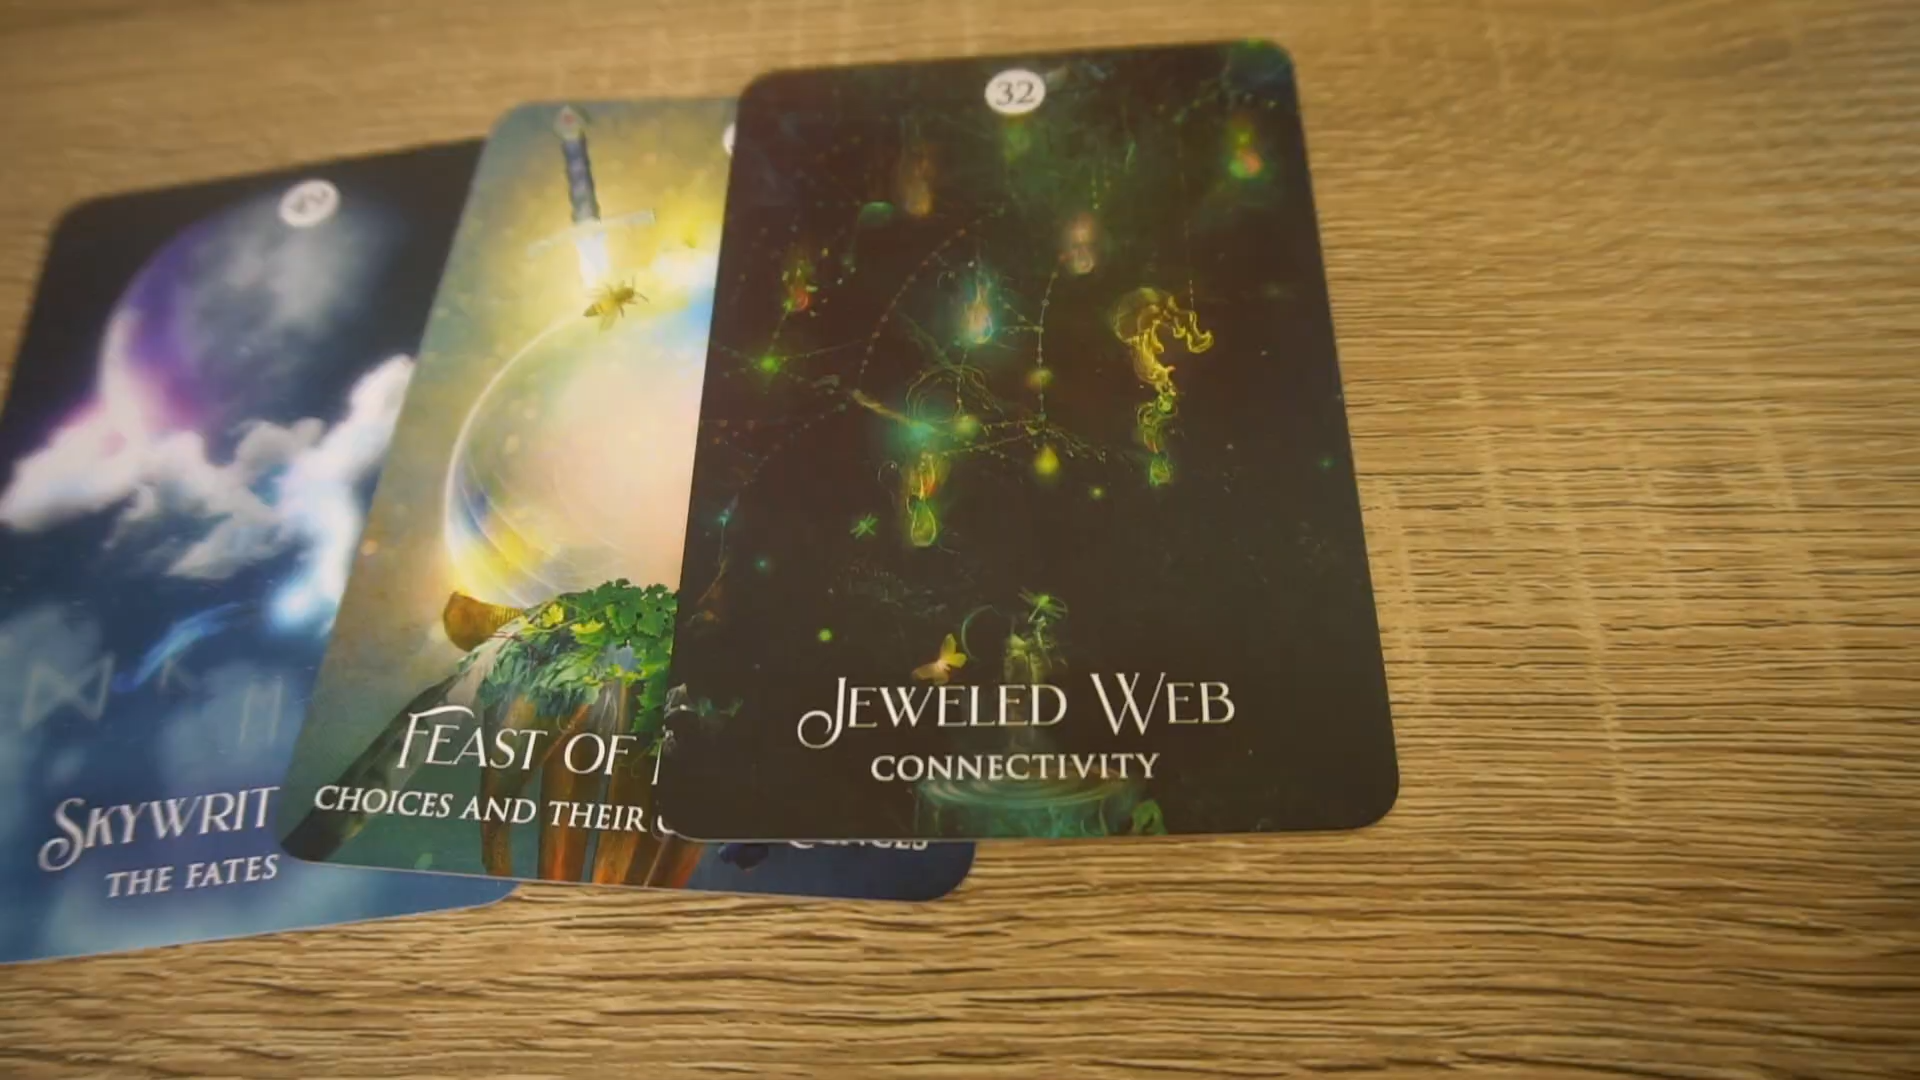 SKYWRIT
THE FATES
FEAST OF
CHOICES AND THEIR
32
JEWELED WEB
CONNECTIVITY